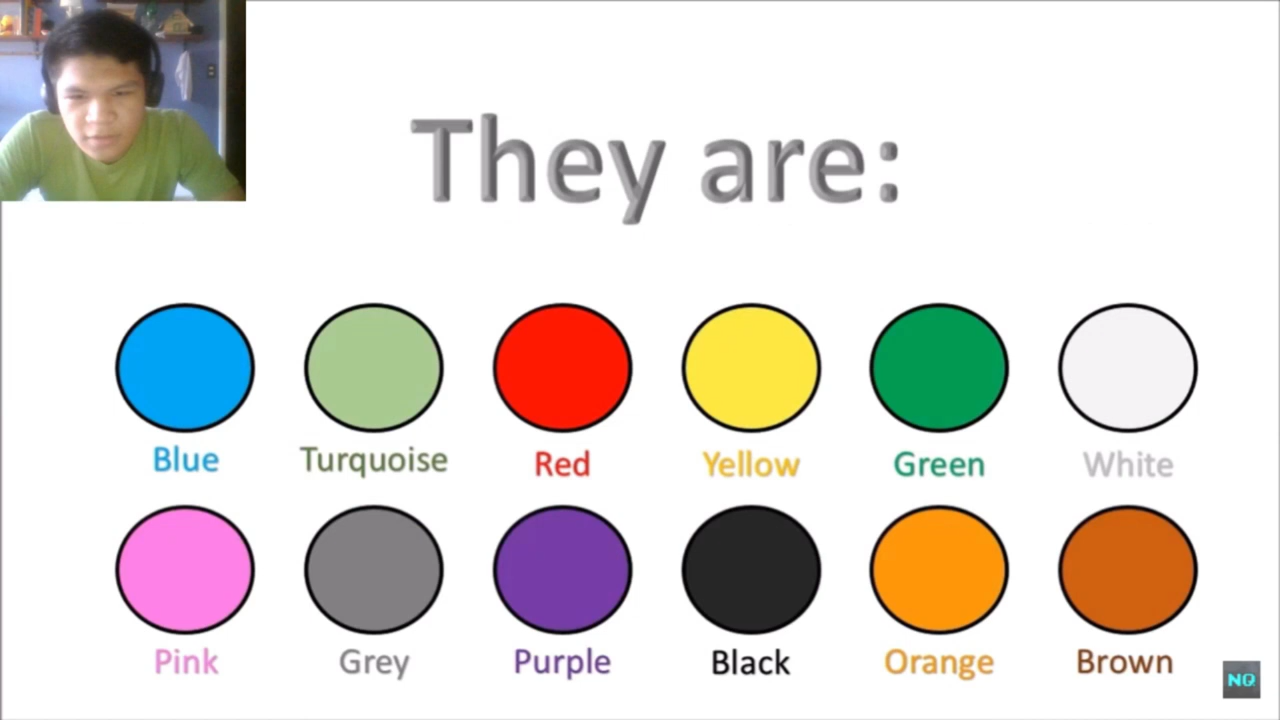 They are:
Blue Turquoise Red Yellow Green White
Pink Grey Purple Black Orange Brown
NQ